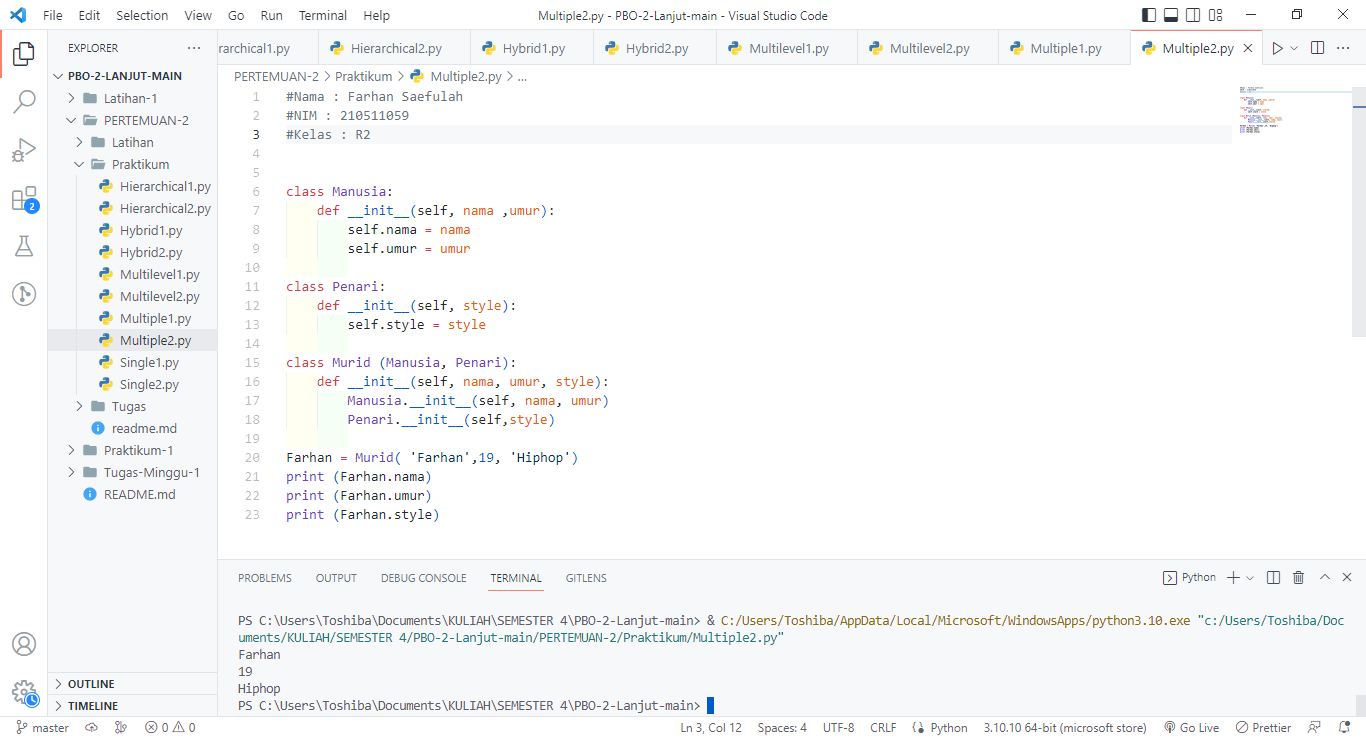 File Edit Selection View Go Run Terminal Help Multiple2.py - PBO-2-Lanjut-main - Visual Studio Code
EXPLORER
PBO-2-LANJUT-MAIN
Latihan-1
PERTEMUAN-2
Latihan
Praktikum
Hierarchical1.py
Hierarchical2.py
Hybrid1.py
Hybrid2.py
Multilevel1.py
Multilevel2.py
Multiple1.py
Multiple2.py
Single1.py
Single2.py
Tugas
readme.md
Praktikum-1
Tugas-Minggu-1
README.md
OUTLINE
TIMELINE
2
rarchical1.py Hierarchical2.py Hybrid1.py Hybrid2.py Multilevel1.py Multilevel2.py Multiple1.py Multiple2.py
PERTEMUAN-2 > Praktikum > Multiple2.py > ...
1 #Nama : Farhan Saefulah
2 #NIM : 210511059
3 #Kelas : R2
4
5
6 class Manusia:
7 def __init__(self, nama ,umur):
8 self.nama = nama
9 self.umur = umur
10
11 class Penari:
12 def __init__(self, style):
13 self.style = style
14
15 class Murid (Manusia, Penari):
16 def __init__(self, nama, umur, style):
17 Manusia.__init__(self, nama, umur)
18 Penari.__init__(self,style)
19
20 Farhan = Murid( 'Farhan',19, 'Hiphop')
21 print (Farhan.nama)
22 print (Farhan.umur)
23 print (Farhan.style)
PROBLEMS OUTPUT DEBUG CONSOLE TERMINAL GITLENS Python
PS C:\Users\Toshiba\Documents\KULIAH\SEMESTER 4\PBO-2-Lanjut-main> & C:/Users/Toshiba/AppData/Local/Microsoft/WindowsApps/python3.10.exe "c:/Users/Toshiba/Doc
uments/KULIAH/SEMESTER 4/PBO-2-Lanjut-main/PERTEMUAN-2/Praktikum/Multiple2.py"
Farhan
19
Hiphop
PS C:\Users\Toshiba\Documents\KULIAH\SEMESTER 4\PBO-2-Lanjut-main>
master 0 0 Ln 3, Col 12 Spaces: 4 UTF-8 CRLF Python 3.10.10 64-bit (microsoft store) Go Live Prettier